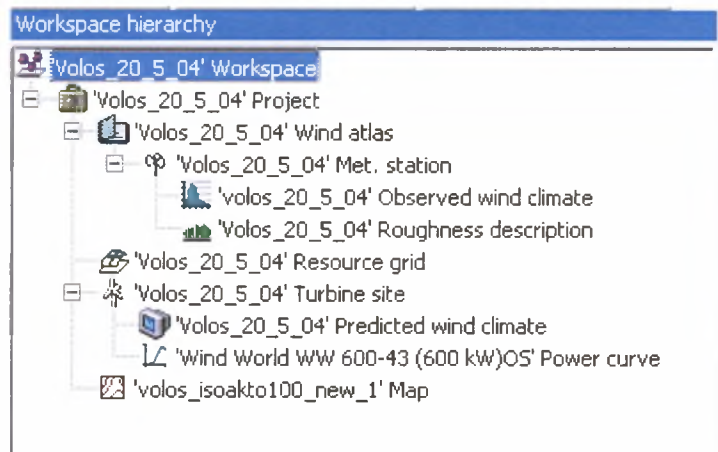 Workspace hierarchy
'Volos_20_5_04' Workspace
'Volos_20_5_04' Project
'Volos_20_5_04' Wind atlas
'Volos_20_5_04' Met. station
'volos_20_5_04' Observed wind climate
'Volos_20_5_04' Roughness description
'Volos_20_5_04' Resource grid
'Volos_20_5_04' Turbine site
'Volos_20_5_04' Predicted wind climate
'Wind World WW 600-43 (600 kW)OS' Power curve
'volos_isoakto100_new_1' Map